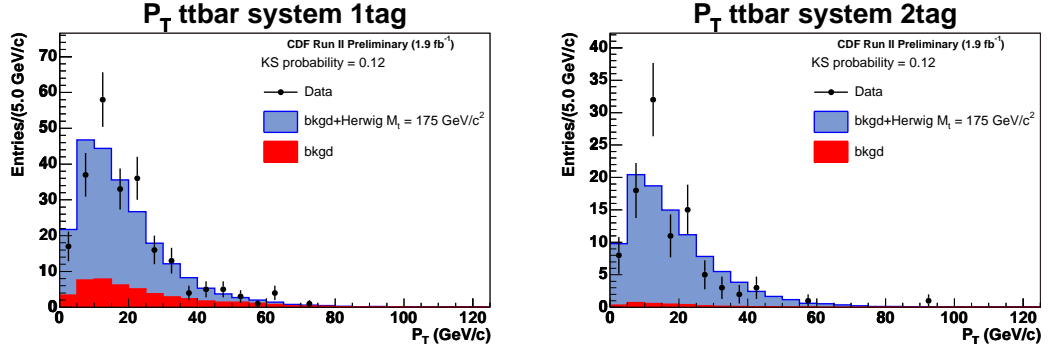 P_T ttbar system 1tag
CDF Run II Preliminary (1.9 fb⁻¹)
KS probability = 0.12
Data
bkgd+Herwig M_t = 175 GeV/c²
bkgd
Entries/(5.0 GeV/c)
70
60
50
40
30
20
10
0
0 20 40 60 80 100 120
P_T (GeV/c)
P_T ttbar system 2tag
CDF Run II Preliminary (1.9 fb⁻¹)
KS probability = 0.12
Data
bkgd+Herwig M_t = 175 GeV/c²
bkgd
Entries/(5.0 GeV/c)
40
35
30
25
20
15
10
5
0
0 20 40 60 80 100 120
P_T (GeV/c)